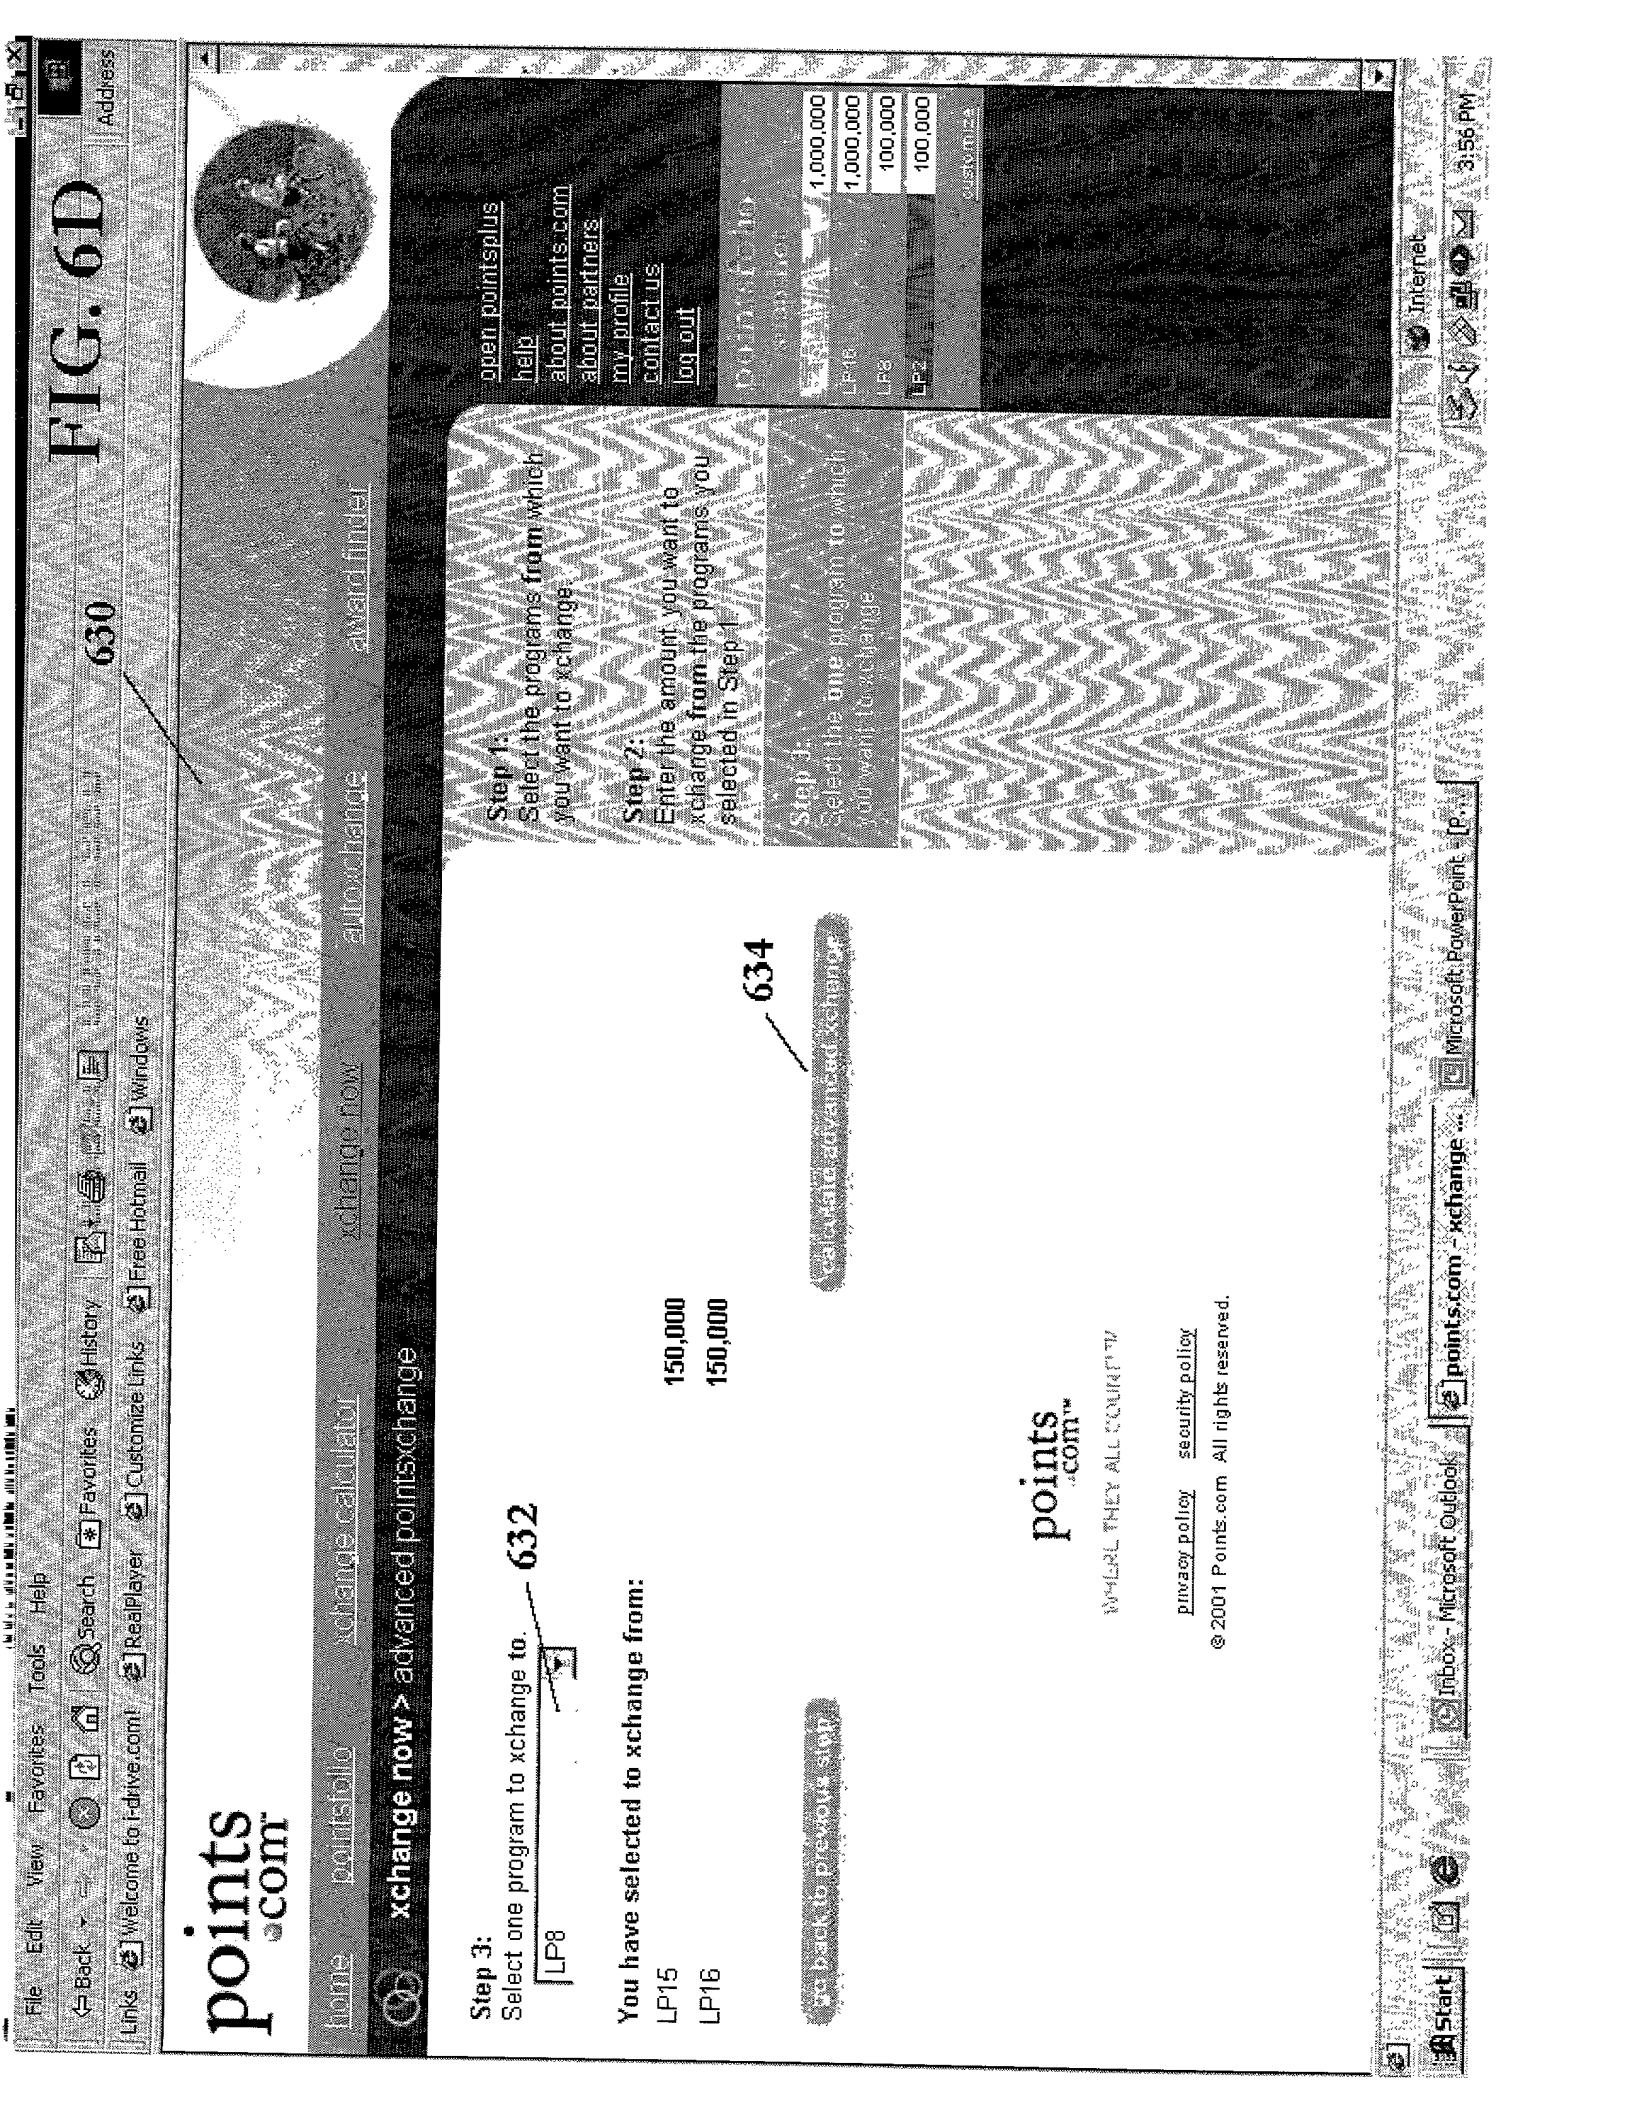 FIG. 6D
File Edit View Favorites Tools Help
Back Search Favorites History
Address
Links Welcome to i-drive.com! RealPlayer Customize Links Free Hotmail Windows
630
points
.com™
home pointsfolio xchange calculator xchange now autoxchange award finder
xchange now > advanced pointsxchange
Step 3:
Select one program to xchange to.
LP8
632
You have selected to xchange from:
LP15 150,000
LP16 150,000
634
go back to previous step
calculate advanced xchange
Step 1:
Select the programs from which
you want to xchange.
Step 2:
Enter the amount you want to
xchange from the programs you
selected in Step 1.
Select the one program to which
you want to xchange
open pointsplus
help
about points.com
about partners
my profile
contact us
log out
pointsfolio
1,000,000
1,000,000
LP8 100,000
LP2 100,000
customize
points
.com™
WHERE THEY ALL COUNT™
privacy policy security policy
© 2001 Points.com All rights reserved.
Internet
Start Inbox - Microsoft Outlook points.com - xchange ... Microsoft PowerPoint - [P... 3:56 PM